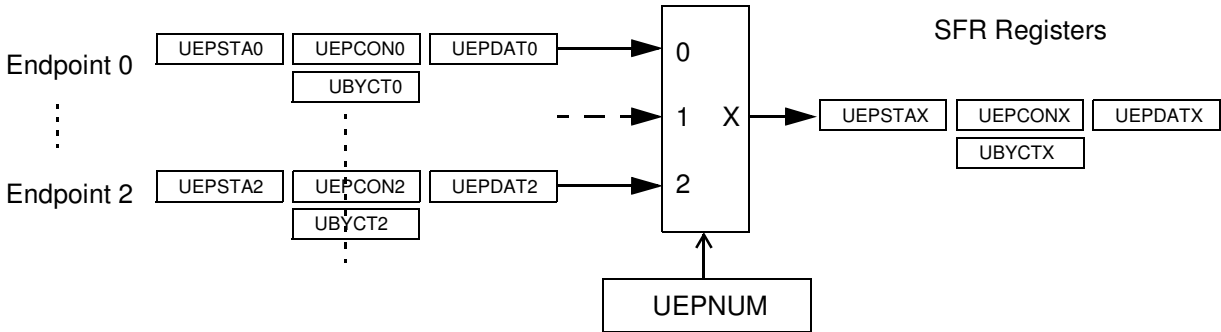 SFR Registers
Endpoint 0 UEPSTA0 UEPCON0 UEPDAT0 0
UBYCT0
1 X UEPSTAX UEPCONX UEPDATX
UBYCTX
Endpoint 2 UEPSTA2 UEPCON2 UEPDAT2 2
UBYCT2
UEPNUM